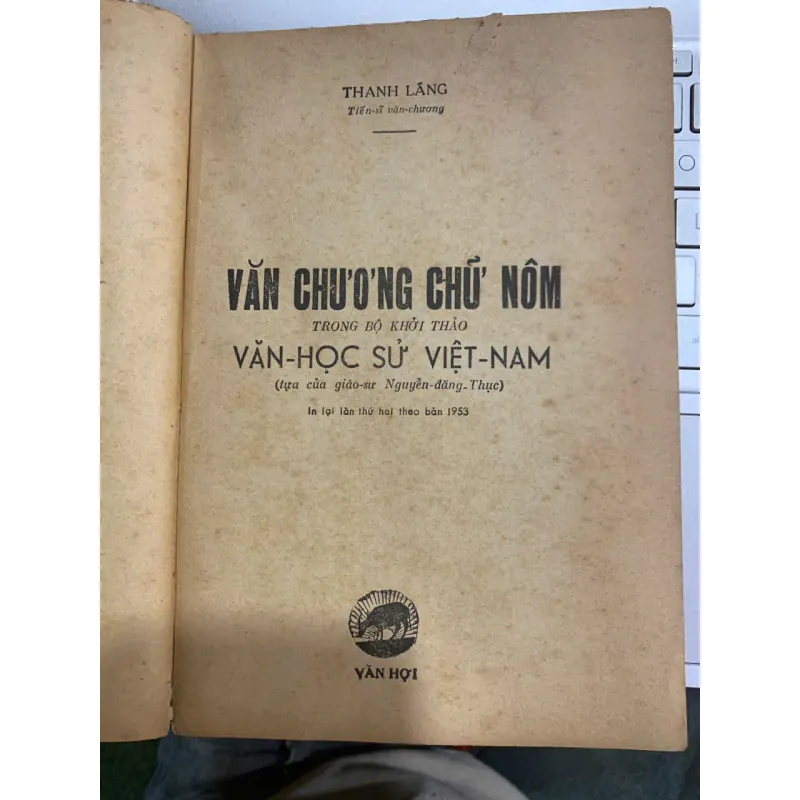 THANH LÃNG
Tiến-sĩ văn-chương
VĂN CHƯƠNG CHỮ NÔM
TRONG BỘ KHỞI THẢO
VĂN-HỌC SỬ VIỆT-NAM
(tựa của giáo-sư Nguyễn-đăng-Thục)
In lại lần thứ hai theo bản 1953
VĂN HỢI